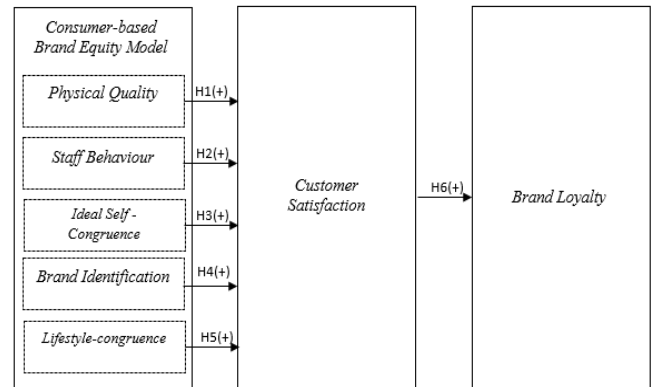 Consumer-based
Brand Equity Model
Physical Quality
H1(+)
Staff Behaviour
H2(+)
Ideal Self -
Congruence
H3(+)
Brand Identification
H4(+)
Lifestyle-congruence
H5(+)
Customer
Satisfaction
H6(+)
Brand Loyalty